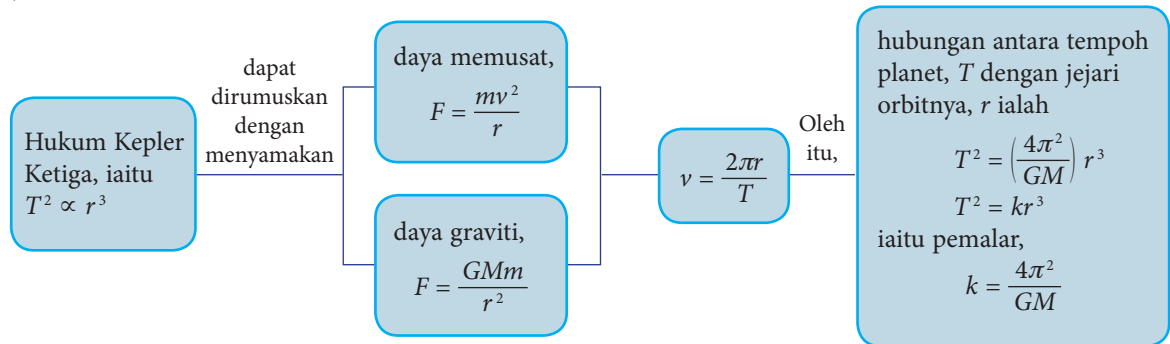 Hukum Kepler
Ketiga, iaitu
T² ∝ r³
dapat
dirumuskan
dengan
menyamakan
daya memusat,
F = mv²/r
daya graviti,
F = GMm/r²
v = 2πr/T
Oleh
itu,
hubungan antara tempoh
planet, T dengan jejari
orbitnya, r ialah
T² = (4π²/GM) r³
T² = kr³
iaitu pemalar,
k = 4π²/GM